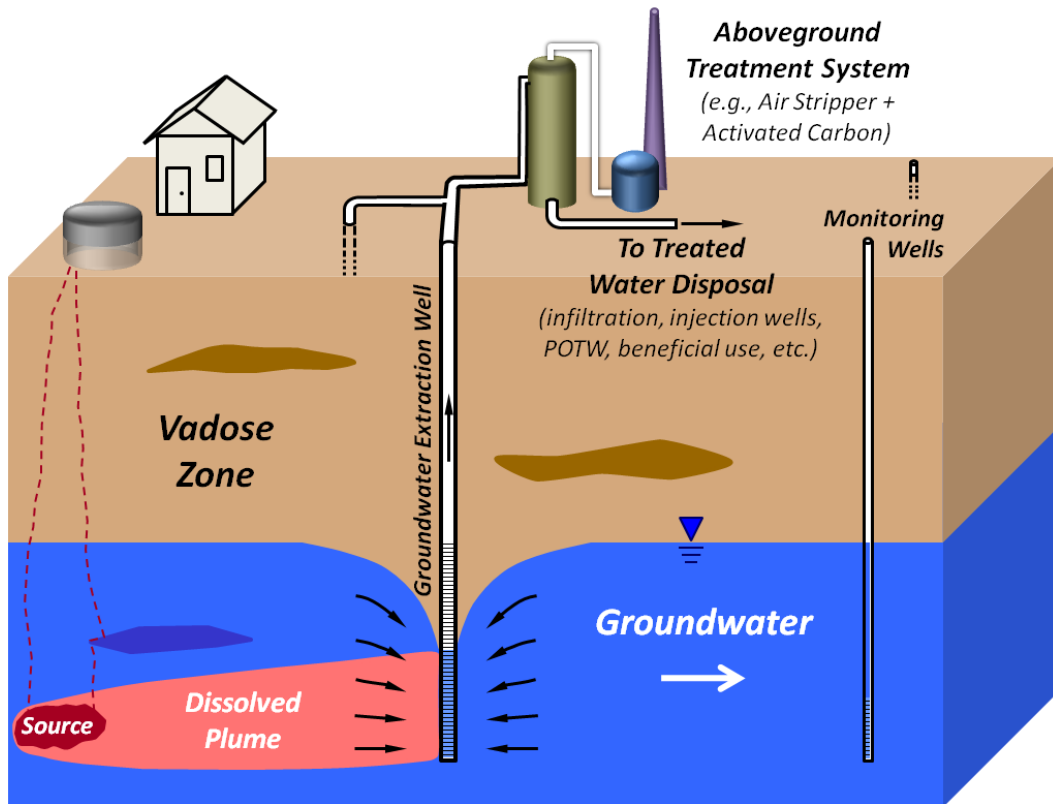 Aboveground
Treatment System
(e.g., Air Stripper +
Activated Carbon)
Monitoring
Wells
To Treated
Water Disposal
(infiltration, injection wells,
POTW, beneficial use, etc.)
Groundwater Extraction Well
Vadose
Zone
Groundwater
Dissolved
Plume
Source